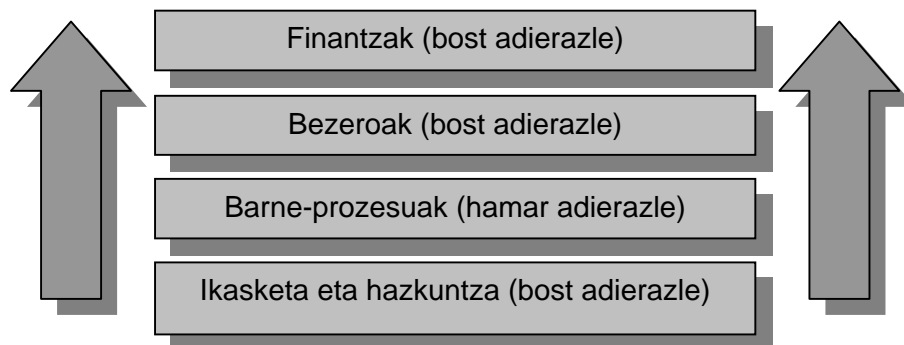 Finantzak (bost adierazle)
Bezeroak (bost adierazle)
Barne-prozesuak (hamar adierazle)
Ikasketa eta hazkuntza (bost adierazle)